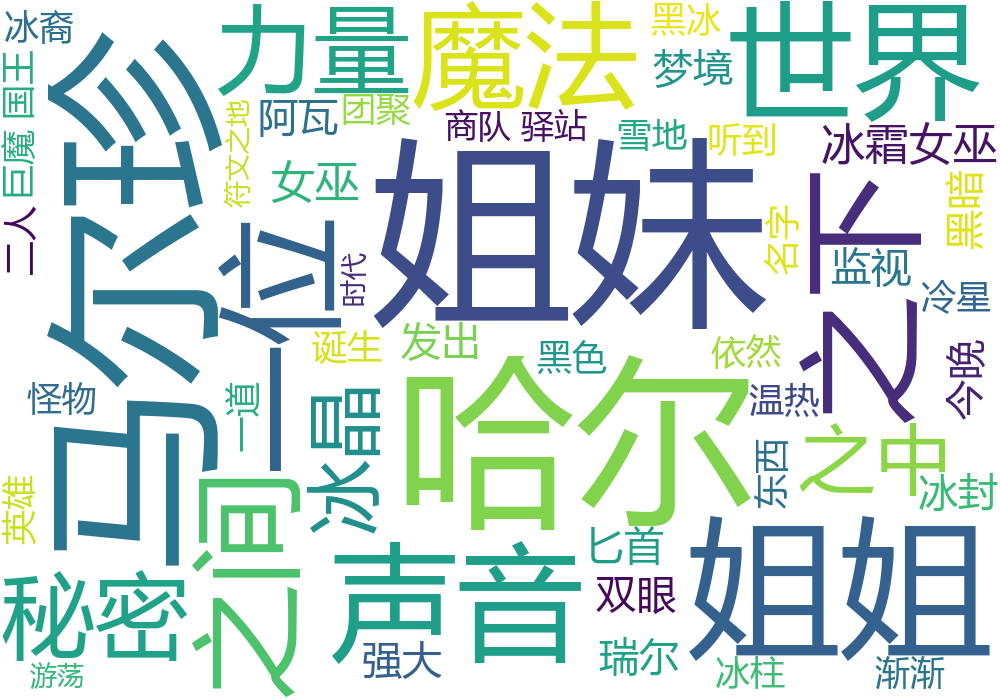 冰裔
力量
魔法
黑冰
世界
梦境
国王
巨魔
二人
马尔珍
符文之地
阿瓦
团聚
商队
驿站
雪地
听到
冰霜女巫
女巫
姐妹
一位
时代
名字
之下
黑暗
监视
冷星
诞生
发出
黑色
依然
今晚
怪物
一道
冰晶
哈尔
温热
东西
之中
冰封
英雄
之间
声音
匕首
双眼
姐姐
秘密
强大
瑞尔
游荡
冰柱
渐渐